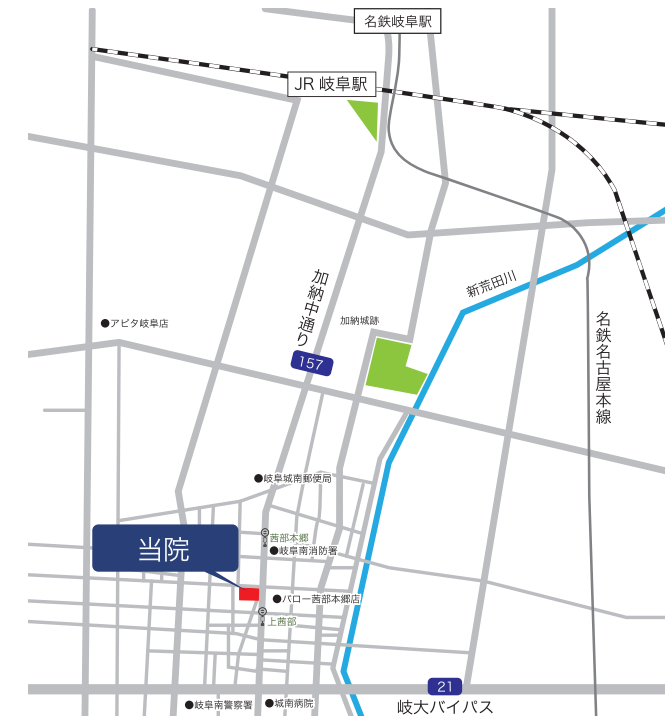 名鉄岐阜駅
JR 岐阜駅
新荒田川
加納中通り
加納城跡
●アピタ岐阜店
名鉄名古屋本線
157
●岐阜城南郵便局
茜部本郷
●岐阜南消防署
当院
●バロー茜部本郷店
上茜部
21
岐大バイパス
●岐阜南警察署
●城南病院